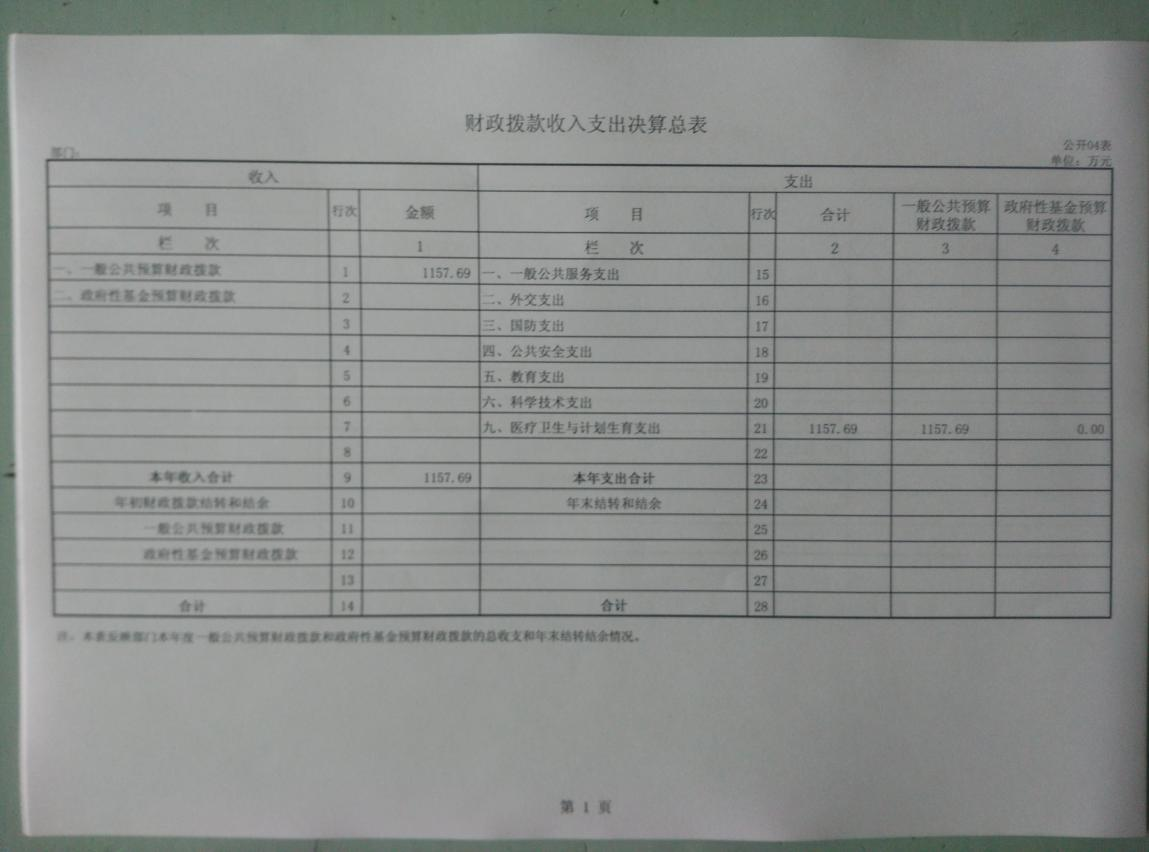 财政拨款收入支出决算总表
公开04表
部门: 单位：万元
收入 支出
项 目 行次 金额 项 目 行次 合计 一般公共预算财政拨款 政府性基金预算财政拨款
栏 次 1 栏 次 2 3 4
一、一般公共预算财政拨款 1 1157.69 一、一般公共服务支出 15
二、政府性基金预算财政拨款 2 二、外交支出 16
3 三、国防支出 17
4 四、公共安全支出 18
5 五、教育支出 19
6 六、科学技术支出 20
7 九、医疗卫生与计划生育支出 21 1157.69 1157.69 0.00
8 22
本年收入合计 9 1157.69 本年支出合计 23
年初财政拨款结转和结余 10 年末结转和结余 24
一般公共预算财政拨款 11 25
政府性基金预算财政拨款 12 26
13 27
合计 14 合计 28
注：本表反映部门本年度一般公共预算财政拨款和政府性基金预算财政拨款的总收支和年末结转结余情况。
第 1 页